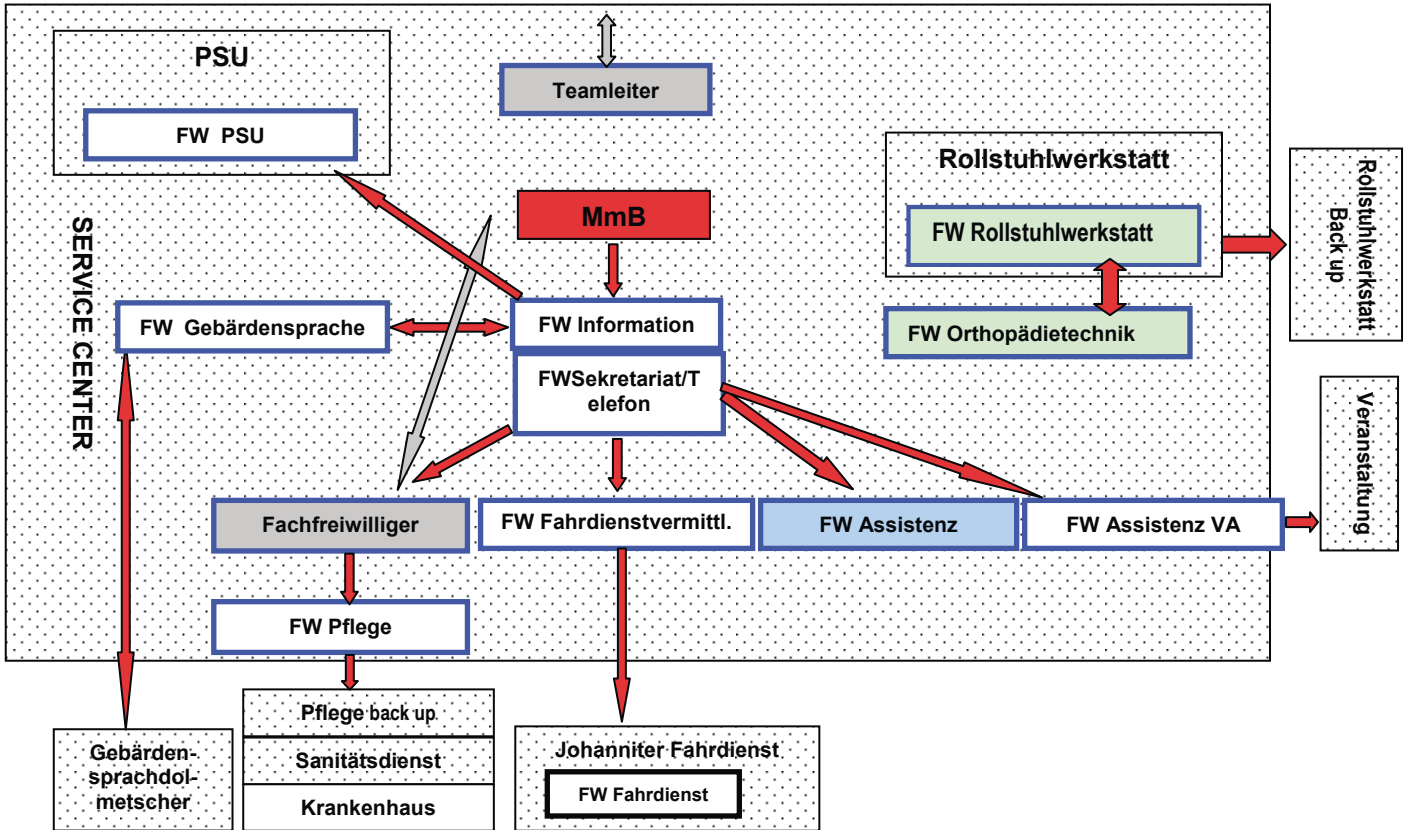 PSU
FW PSU
Teamleiter
Rollstuhlwerkstatt
FW Rollstuhlwerkstatt
FW Orthopädietechnik
Rollstuhlwerkstatt
Back up
MmB
SERVICE CENTER
FW Gebärdensprache
FW Information
FWSekretariat/T
elefon
Veranstaltung
Fachfreiwilliger
FW Fahrdienstvermittl.
FW Assistenz
FW Assistenz VA
FW Pflege
Gebärden-
sprachdol-
metscher
Pflege back up
Sanitätsdienst
Krankenhaus
Johanniter Fahrdienst
FW Fahrdienst